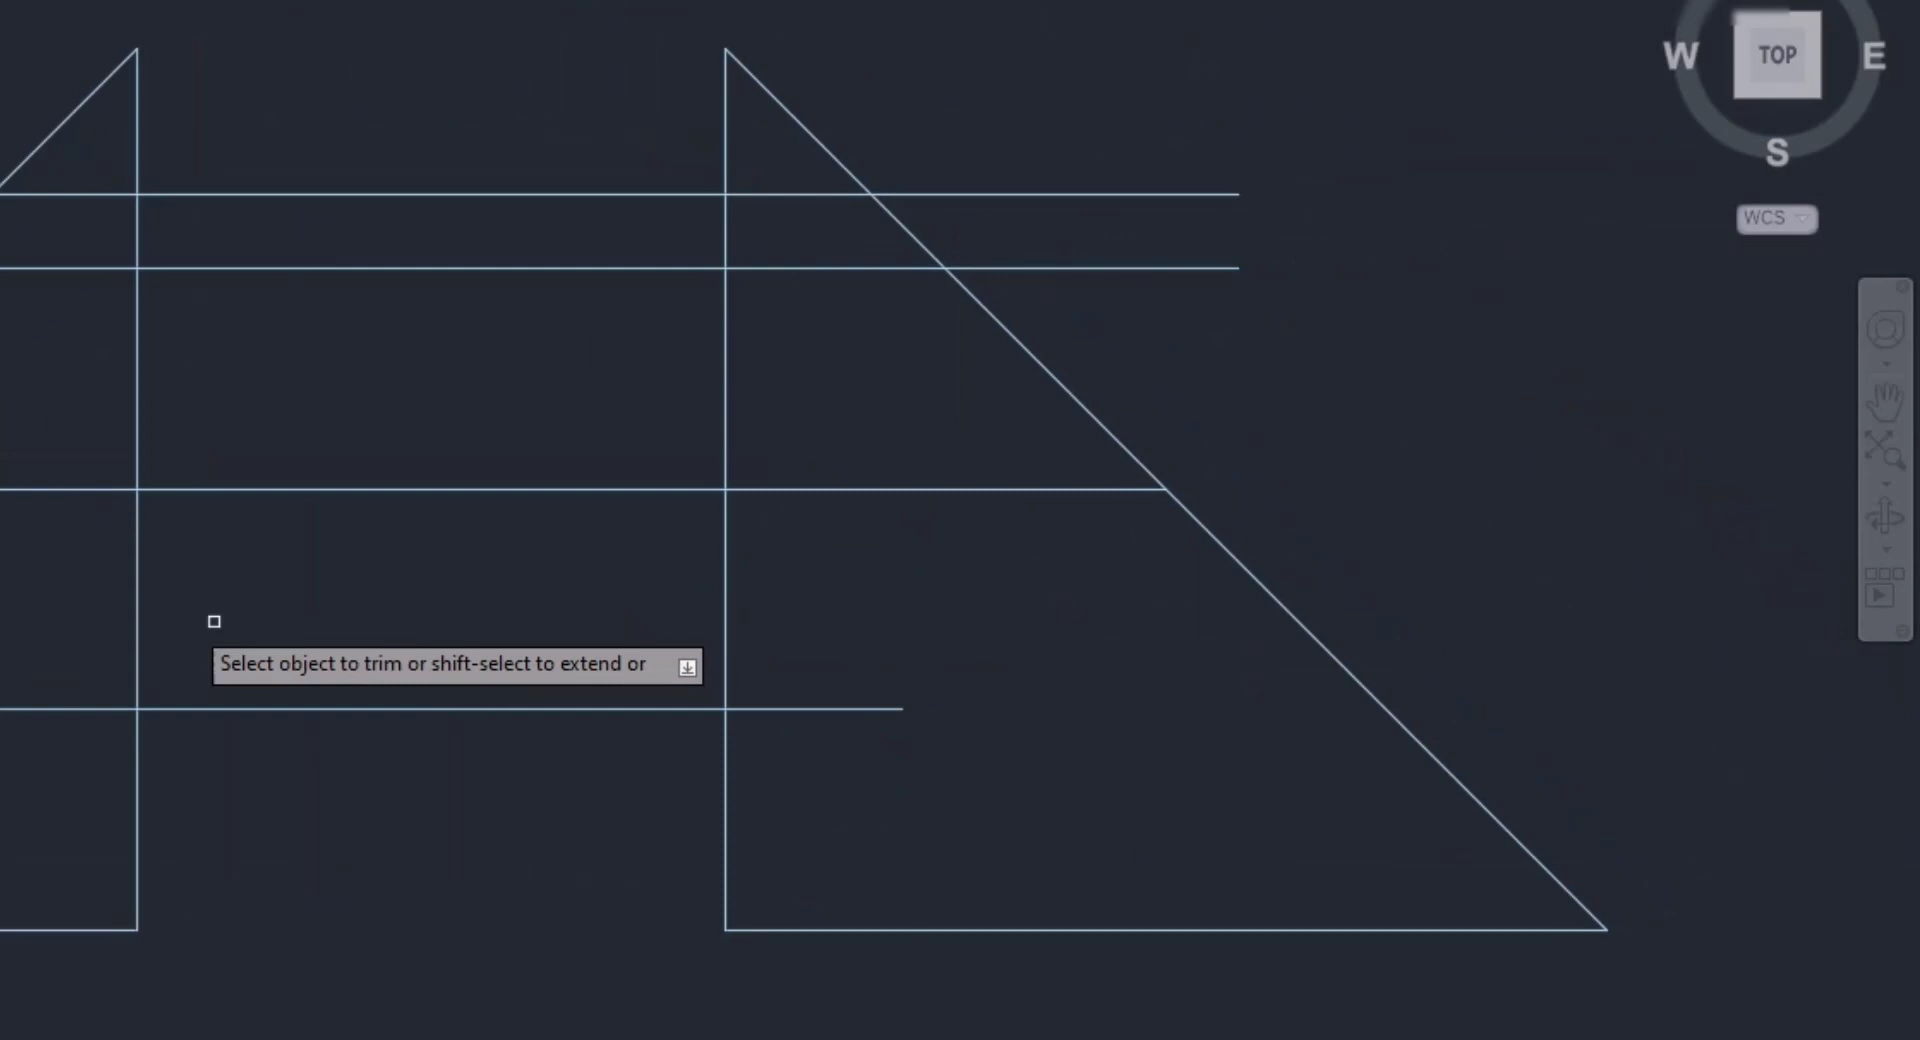 W
TOP
E
S
WCS
Select object to trim or shift-select to extend or